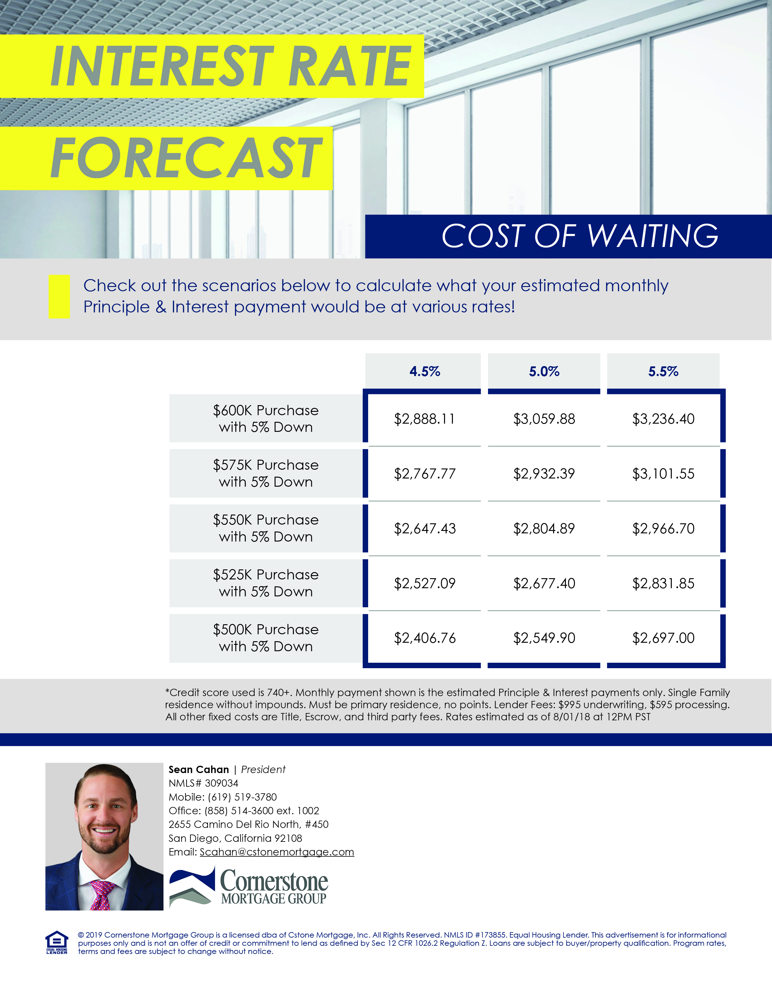 INTEREST RATE
FORECAST
COST OF WAITING
Check out the scenarios below to calculate what your estimated monthly
Principle & Interest payment would be at various rates!
4.5% 5.0% 5.5%
$600K Purchase
with 5% Down
$2,888.11 $3,059.88 $3,236.40
$575K Purchase
with 5% Down
$2,767.77 $2,932.39 $3,101.55
$550K Purchase
with 5% Down
$2,647.43 $2,804.89 $2,966.70
$525K Purchase
with 5% Down
$2,527.09 $2,677.40 $2,831.85
$500K Purchase
with 5% Down
$2,406.76 $2,549.90 $2,697.00
*Credit score used is 740+. Monthly payment shown is the estimated Principle & Interest payments only. Single Family
residence without impounds. Must be primary residence, no points. Lender Fees: $995 underwriting, $595 processing.
All other fixed costs are Title, Escrow, and third party fees. Rates estimated as of 8/01/18 at 12PM PST
Sean Cahan | President
NMLS# 309034
Mobile: (619) 519-3780
Office: (858) 514-3600 ext. 1002
2655 Camino Del Rio North, #450
San Diego, California 92108
Email: Scahan@cstonemortgage.com
Cornerstone
MORTGAGE GROUP
EQUAL HOUSING
LENDER
© 2019 Cornerstone Mortgage Group is a licensed dba of Cstone Mortgage, Inc. All Rights Reserved. NMLS ID #173855. Equal Housing Lender. This advertisement is for informational
purposes only and is not an offer of credit or commitment to lend as defined by Sec 12 CFR 1026.2 Regulation Z. Loans are subject to buyer/property qualification. Program rates,
terms and fees are subject to change without notice.